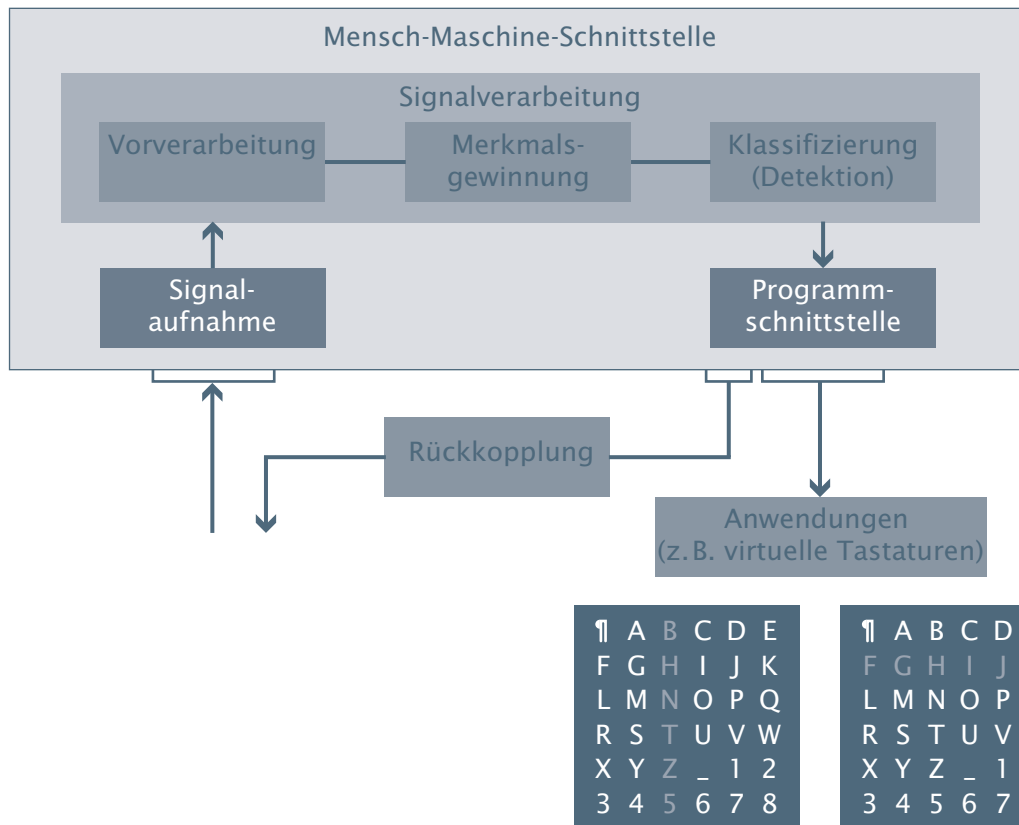 Mensch-Maschine-Schnittstelle
Signalverarbeitung
Vorverarbeitung
Merkmals-
gewinnung
Klassifizierung
(Detektion)
Signal-
aufnahme
Programm-
schnittstelle
Rückkopplung
Anwendungen
(z. B. virtuelle Tastaturen)
¶ A B C D E
F G H I J K
L M N O P Q
R S T U V W
X Y Z _ 1 2
3 4 5 6 7 8
¶ A B C D
F G H I J
L M N O P
R S T U V
X Y Z _ 1
3 4 5 6 7